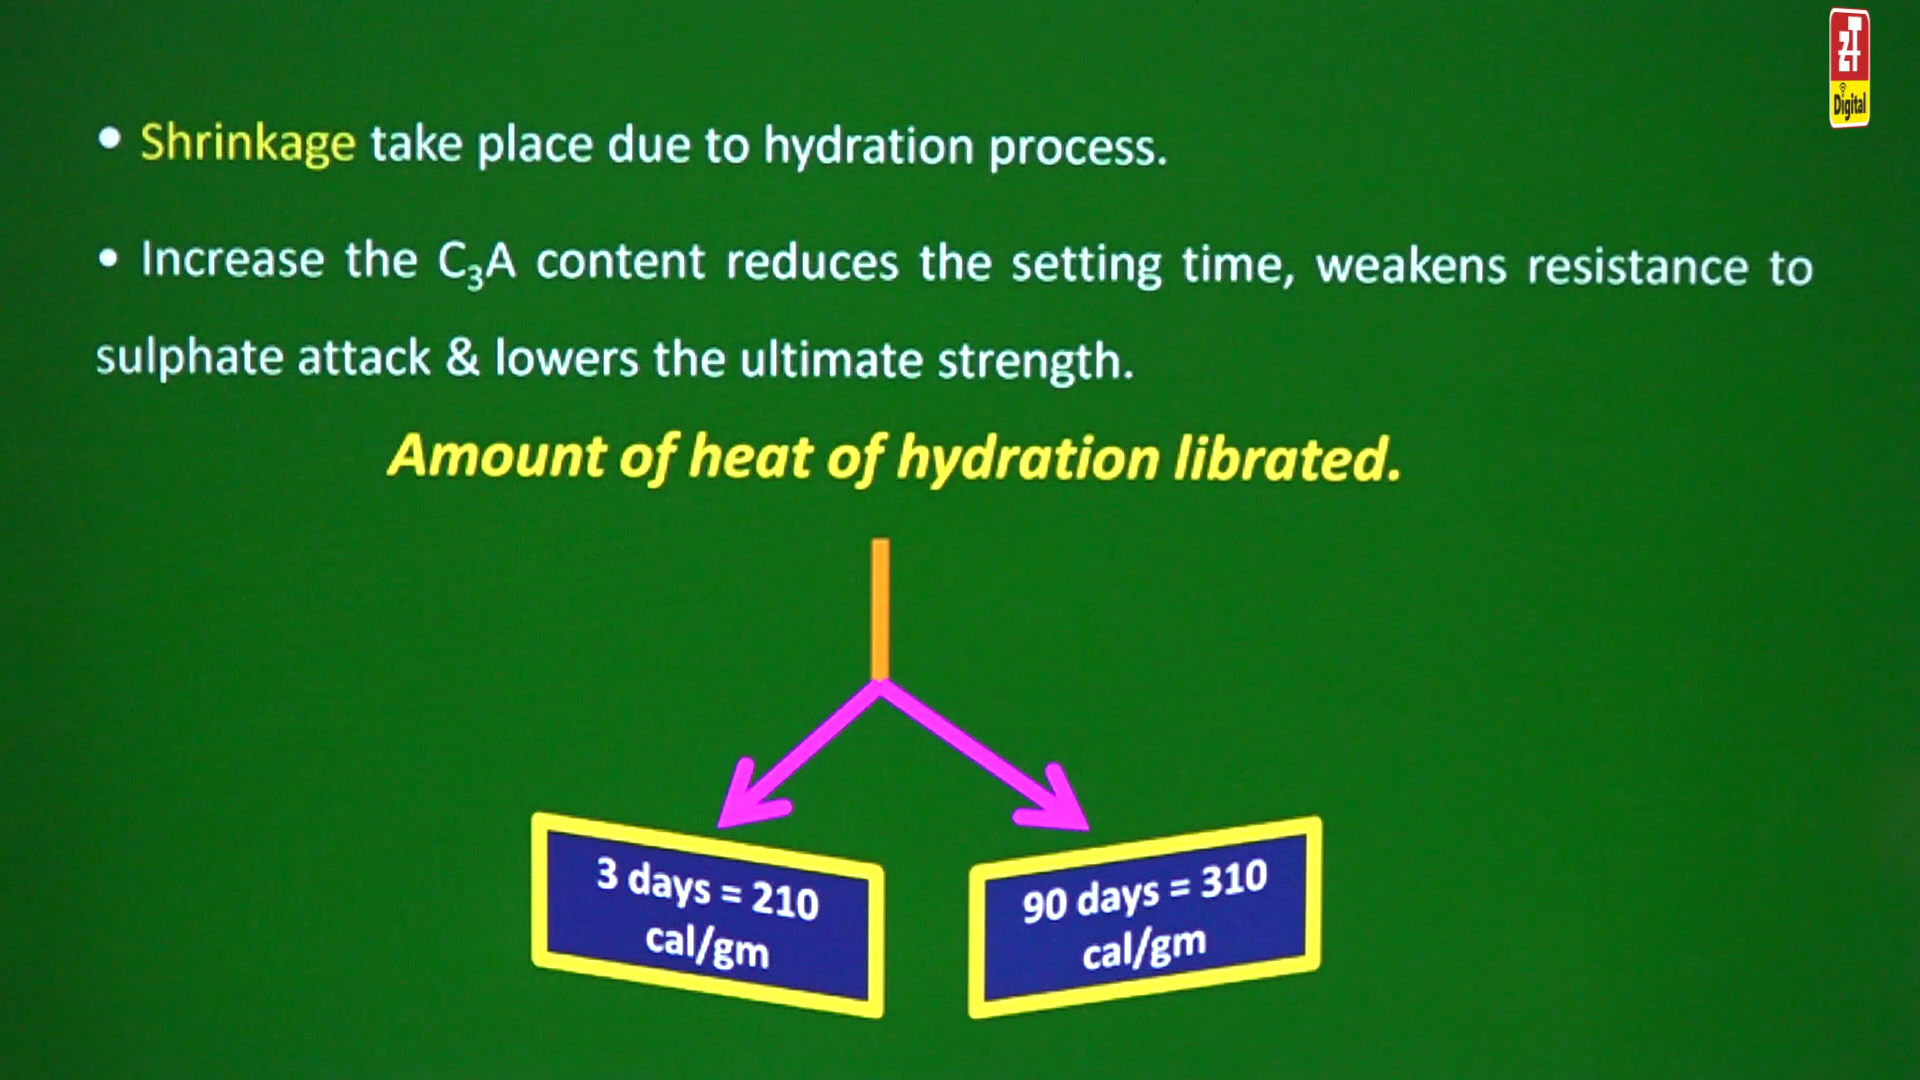 zT
Digital
• Shrinkage take place due to hydration process.
• Increase the C₃A content reduces the setting time, weakens resistance to
sulphate attack & lowers the ultimate strength.
Amount of heat of hydration librated.
3 days = 210
cal/gm
90 days = 310
cal/gm